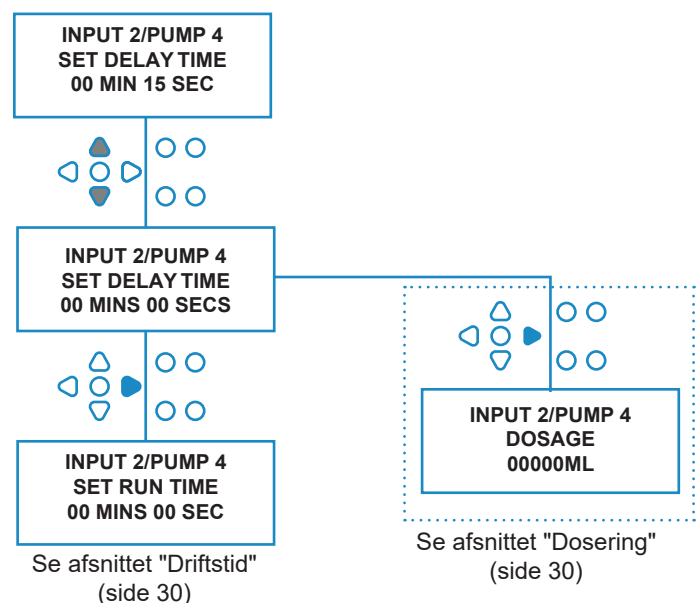 INPUT 2/PUMP 4
SET DELAY TIME
00 MIN 15 SEC
INPUT 2/PUMP 4
SET DELAY TIME
00 MINS 00 SECS
INPUT 2/PUMP 4
DOSAGE
00000ML
INPUT 2/PUMP 4
SET RUN TIME
00 MINS 00 SEC
Se afsnittet "Driftstid"
(side 30)
Se afsnittet "Dosering"
(side 30)